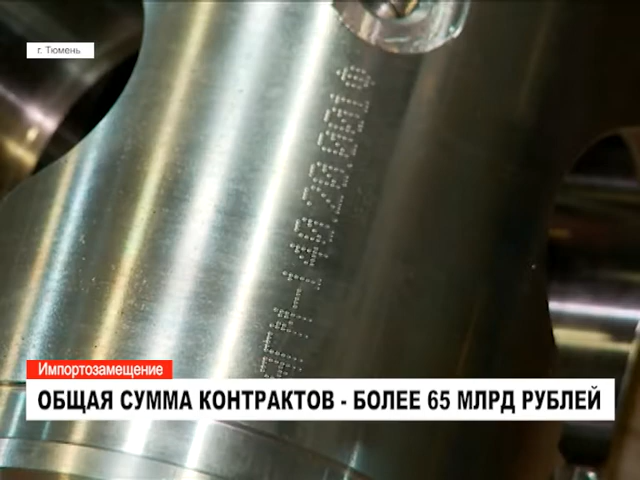 г. Тюмень
Импортозамещение
ОБЩАЯ СУММА КОНТРАКТОВ - БОЛЕЕ 65 МЛРД РУБЛЕЙ